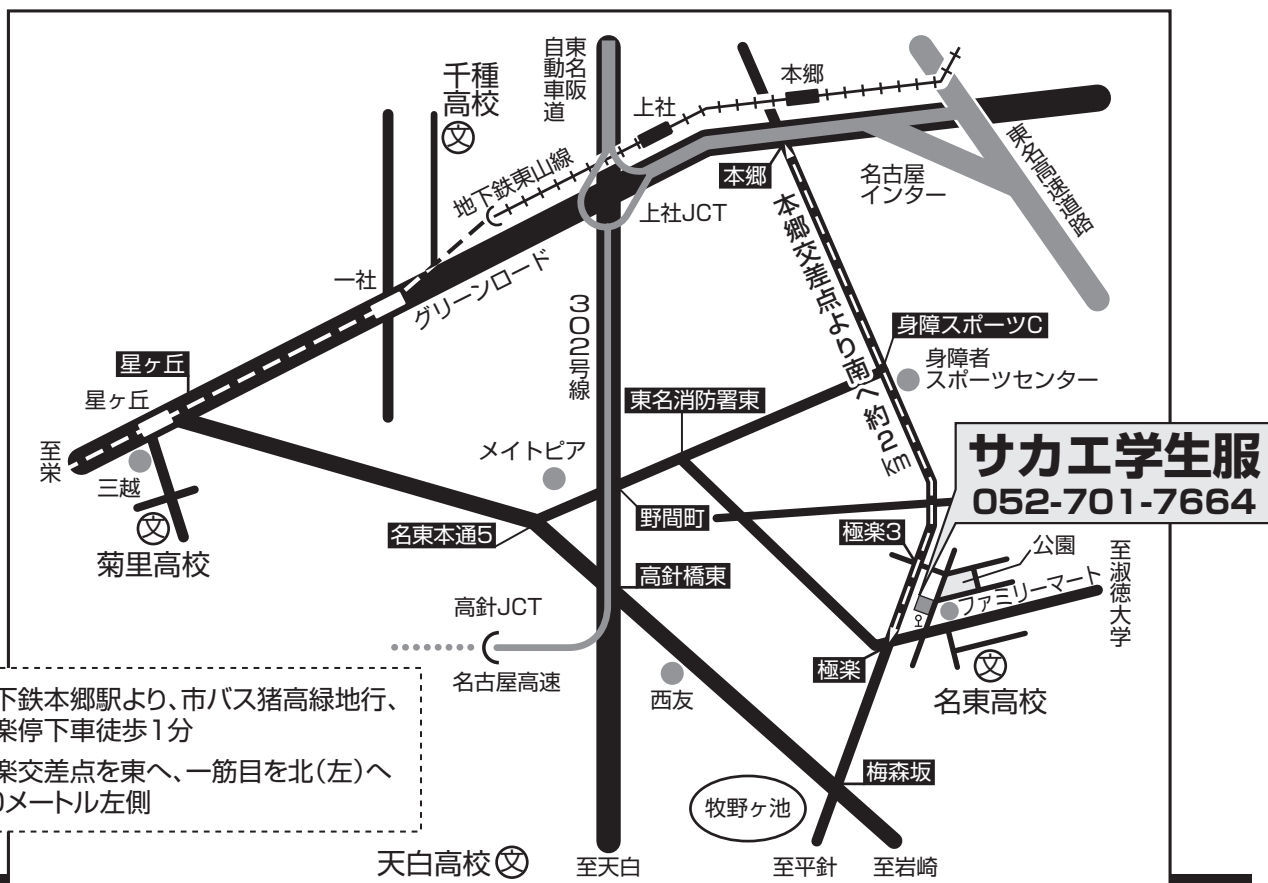 東名阪
自動車道
千種
高校
文
本郷
上社
地下鉄東山線
本郷
名古屋
インター
東名高速道路
上社JCT
一社
グリーンロード
本郷交差点より南へ約2km
302号線
身障スポーツC
星ヶ丘
身障者
スポーツセンター
星ヶ丘
東名消防署東
至栄
メイトピア
三越
サカエ学生服
052-701-7664
野間町
文
名東本通5
極楽3
公園
菊里高校
至淑徳大学
高針橋東
ファミリーマート
高針JCT
極楽
文
名古屋高速
西友
名東高校
下鉄本郷駅より、市バス猪高緑地行、
楽停下車徒歩1分
楽交差点を東へ、一筋目を北(左)へ
0メートル左側
梅森坂
牧野ヶ池
天白高校 文
至天白
至平針
至岩崎